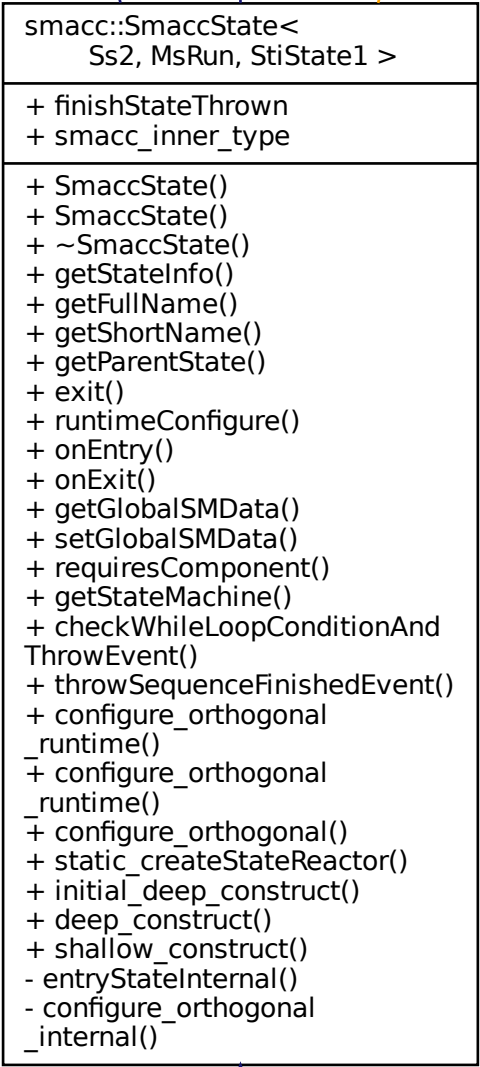 smacc::SmaccState<
Ss2, MsRun, StiState1 >
+ finishStateThrown
+ smacc_inner_type
+ SmaccState()
+ SmaccState()
+ ~SmaccState()
+ getStateInfo()
+ getFullName()
+ getShortName()
+ getParentState()
+ exit()
+ runtimeConfigure()
+ onEntry()
+ onExit()
+ getGlobalSMData()
+ setGlobalSMData()
+ requiresComponent()
+ getStateMachine()
+ checkWhileLoopConditionAnd
ThrowEvent()
+ throwSequenceFinishedEvent()
+ configure_orthogonal
_runtime()
+ configure_orthogonal
_runtime()
+ configure_orthogonal()
+ static_createStateReactor()
+ initial_deep_construct()
+ deep_construct()
+ shallow_construct()
- entryStateInternal()
- configure_orthogonal
_internal()